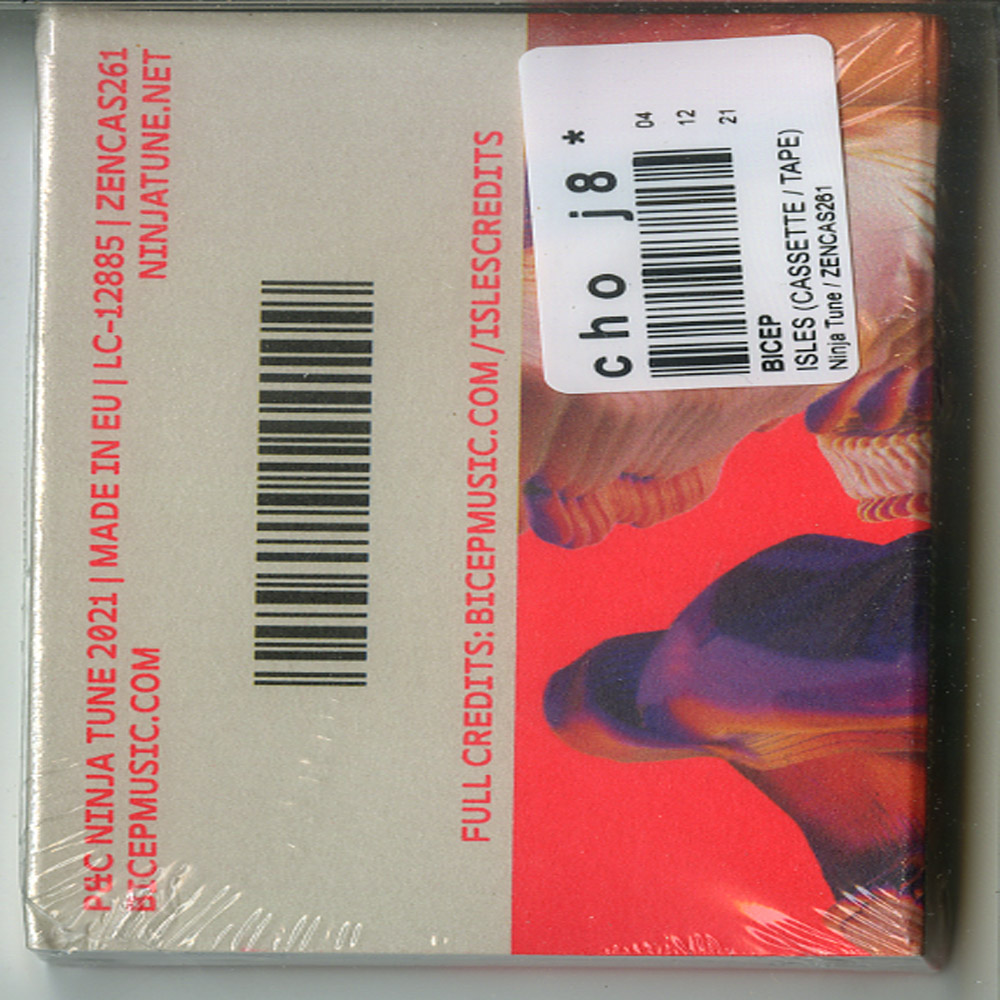 P&C NINJA TUNE 2021 | MADE IN EU | LC-12885 | ZENCAS261
BICEPMUSIC.COM NINJATUNE.NET
FULL CREDITS: BICEPMUSIC.COM/ISLESCREDITS
cho j8 *
04
12
21
BICEP
ISLES (CASSETTE / TAPE)
Ninja Tune / ZENCAS261